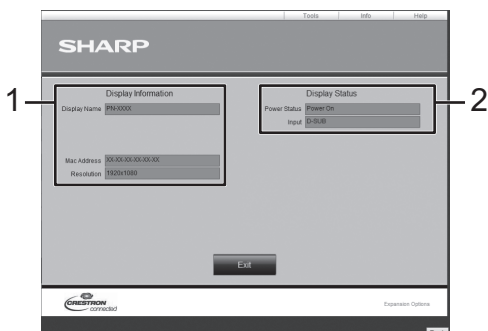 Tools Info Help
SHARP
1 Display Information Display Status 2
Display Name PN-XXXX Power Status Power On
Input D-SUB
Mac Address XX-XX-XX-XX-XX-XX
Resolution 1920x1080
Exit
CRESTRON
connected
Expansion Options